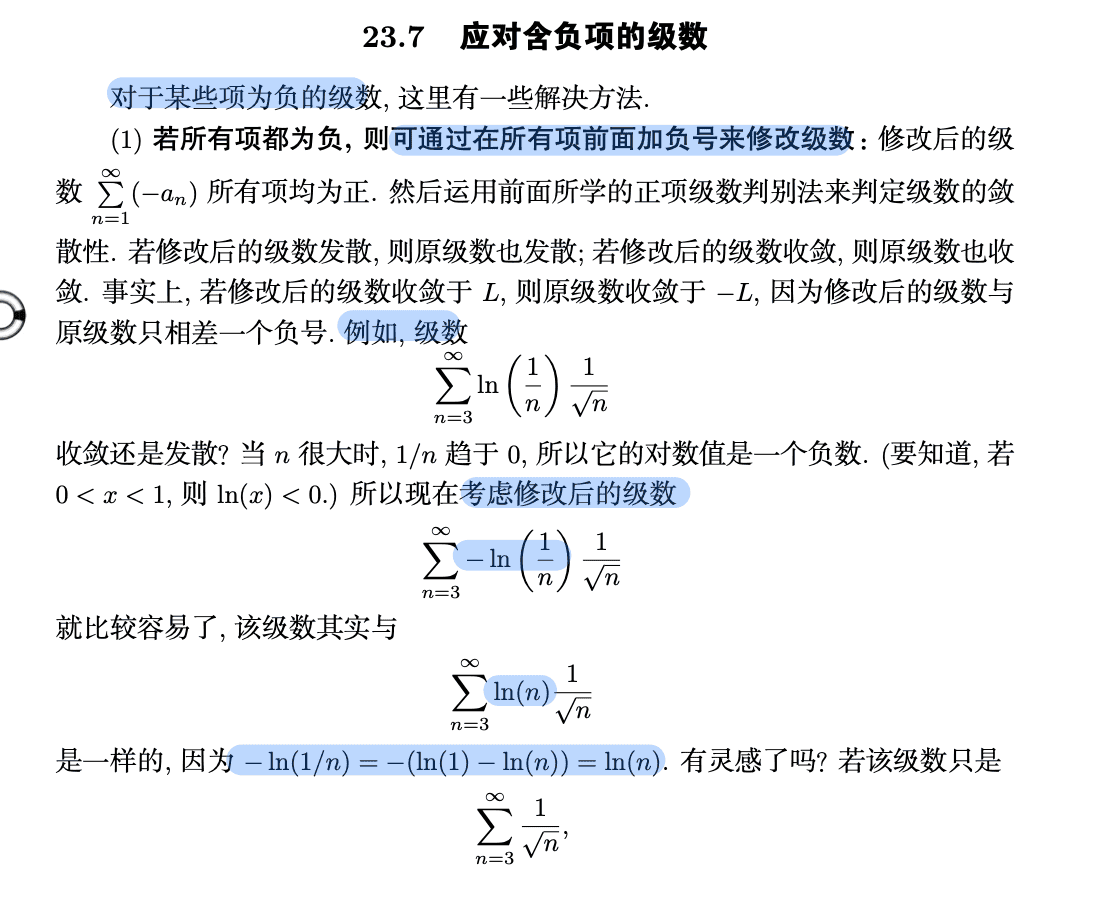 23.7 应对含负项的级数
对于某些项为负的级数, 这里有一些解决方法.
(1) 若所有项都为负, 则可通过在所有项前面加负号来修改级数: 修改后的级
数 $\sum_{n=1}^{\infty}(-a_n)$ 所有项均为正. 然后运用前面所学的正项级数判别法来判定级数的敛
散性. 若修改后的级数发散, 则原级数也发散; 若修改后的级数收敛, 则原级数也收
敛. 事实上, 若修改后的级数收敛于 L, 则原级数收敛于 −L, 因为修改后的级数与
原级数只相差一个负号. 例如, 级数
$\sum_{n=3}^{\infty} \ln\left(\frac{1}{n}\right)\frac{1}{\sqrt{n}}$
收敛还是发散? 当 n 很大时, 1/n 趋于 0, 所以它的对数值是一个负数. (要知道, 若
0 < x < 1, 则 ln(x) < 0.) 所以现在考虑修改后的级数
$\sum_{n=3}^{\infty} -\ln\left(\frac{1}{n}\right)\frac{1}{\sqrt{n}}$
就比较容易了, 该级数其实与
$\sum_{n=3}^{\infty} \ln(n)\frac{1}{\sqrt{n}}$
是一样的, 因为 − ln(1/n) = −(ln(1) − ln(n)) = ln(n). 有灵感了吗? 若该级数只是
$\sum_{n=3}^{\infty} \frac{1}{\sqrt{n}},$